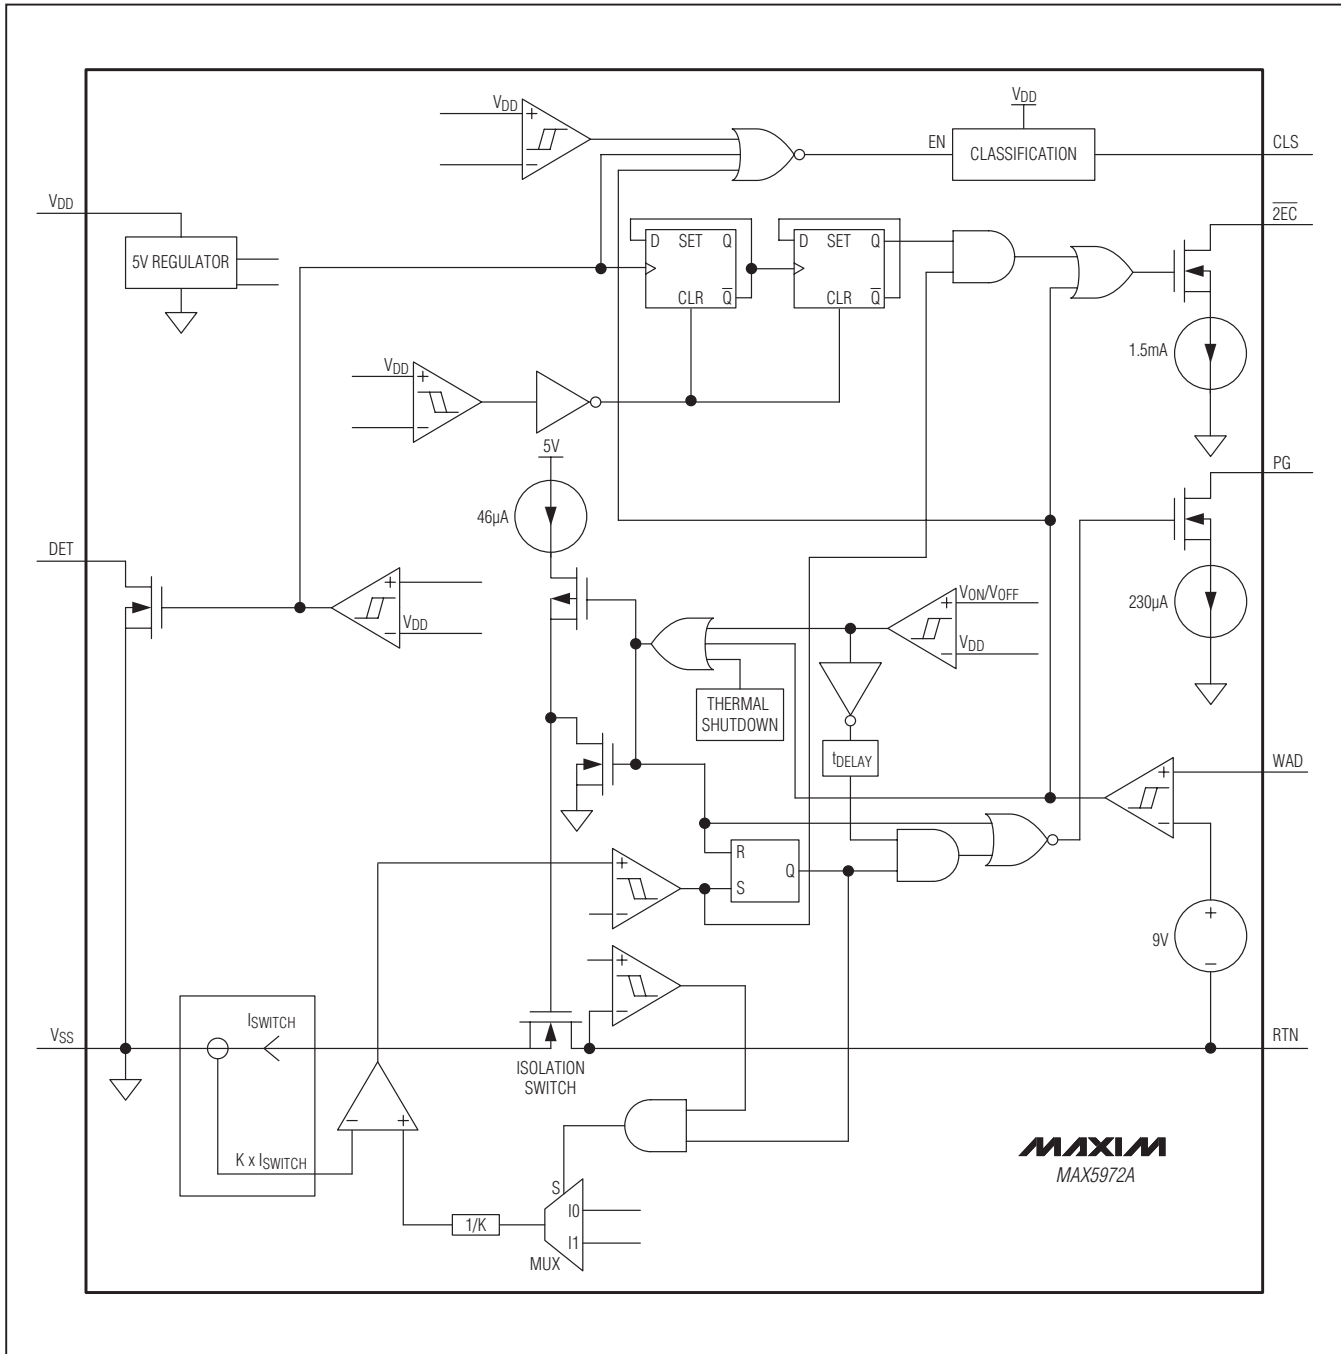 VDD
VDD
EN
CLASSIFICATION
CLS
VDD
2EC
D SET Q
D SET Q
5V REGULATOR
CLR Q
CLR Q
1.5mA
VDD
+
−
5V
PG
46µA
DET
VON/VOFF
VDD
VDD
230µA
THERMAL
SHUTDOWN
tDELAY
WAD
R
Q
S
9V
VSS
ISWITCH
ISOLATION
SWITCH
RTN
K x ISWITCH
MAXIM
MAX5972A
S
I0
1/K
I1
MUX